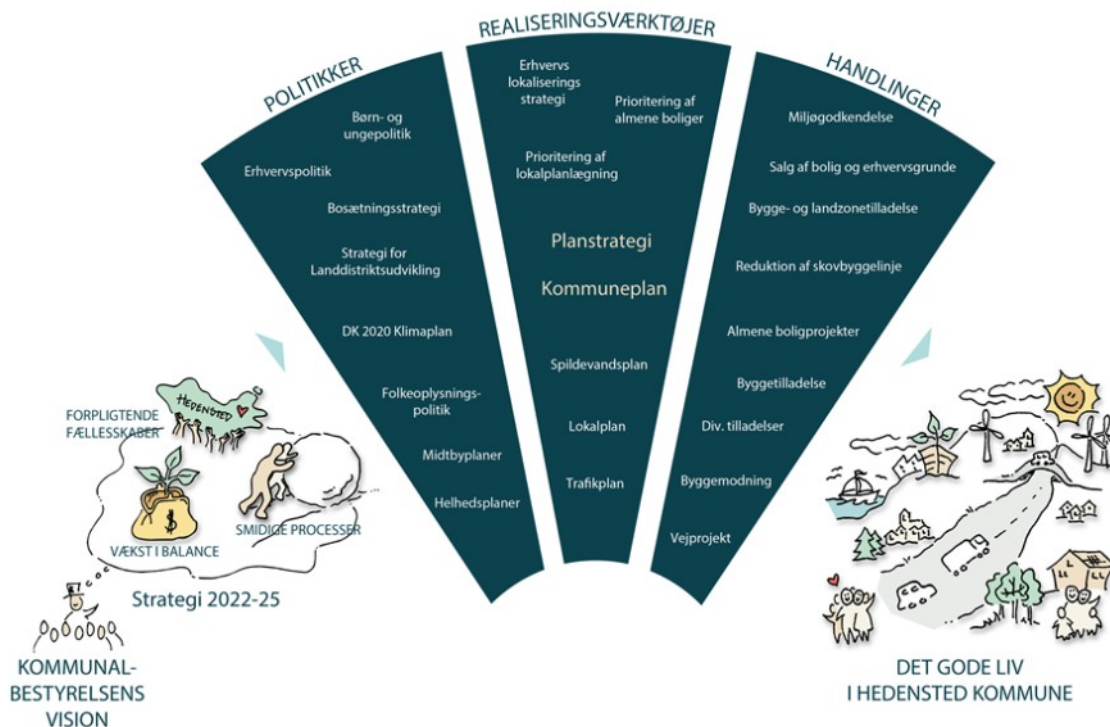 POLITIKKER
Børn- og
ungepolitik
Erhvervspolitik
Bosætningsstrategi
Strategi for
Landdistriktsudvikling
DK 2020 Klimaplan
Folkeoplysnings-
politik
Midtbyplaner
Helhedsplaner
REALISERINGSVÆRKTØJER
Erhvervs
lokaliserings
strategi
Prioritering af
almene boliger
Prioritering af
lokalplanlægning
Planstrategi
Kommuneplan
Spildevandsplan
Lokalplan
Trafikplan
HANDLINGER
Miljøgodkendelse
Salg af bolig og erhvervsgrunde
Bygge- og landzonetilladelse
Reduktion af skovbyggelinje
Almene boligprojekter
Byggetilladelse
Div. tilladelser
Byggemodning
Vejprojekt
HEDENSTED
FORPLIGTENDE
FÆLLESSKABER
$
VÆKST I BALANCE
SMIDIGE PROCESSER
Strategi 2022-25
KOMMUNAL-
BESTYRELSENS
VISION
DET GODE LIV
I HEDENSTED KOMMUNE